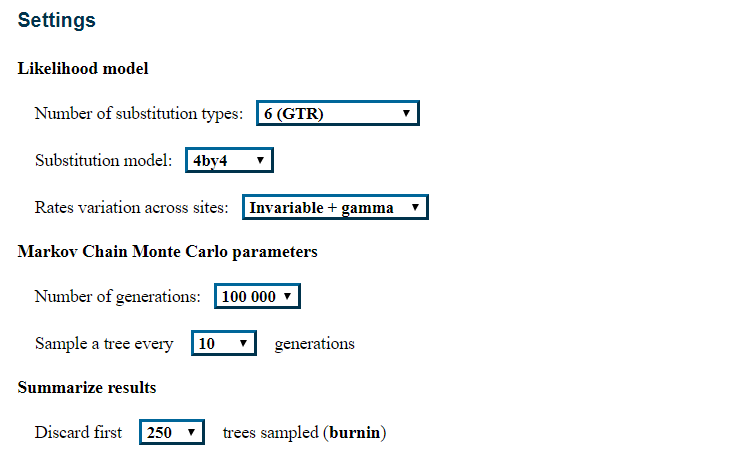 Settings
Likelihood model
Number of substitution types: 6 (GTR)
Substitution model: 4by4
Rates variation across sites: Invariable + gamma
Markov Chain Monte Carlo parameters
Number of generations: 100 000
Sample a tree every 10 generations
Summarize results
Discard first 250 trees sampled (burnin)